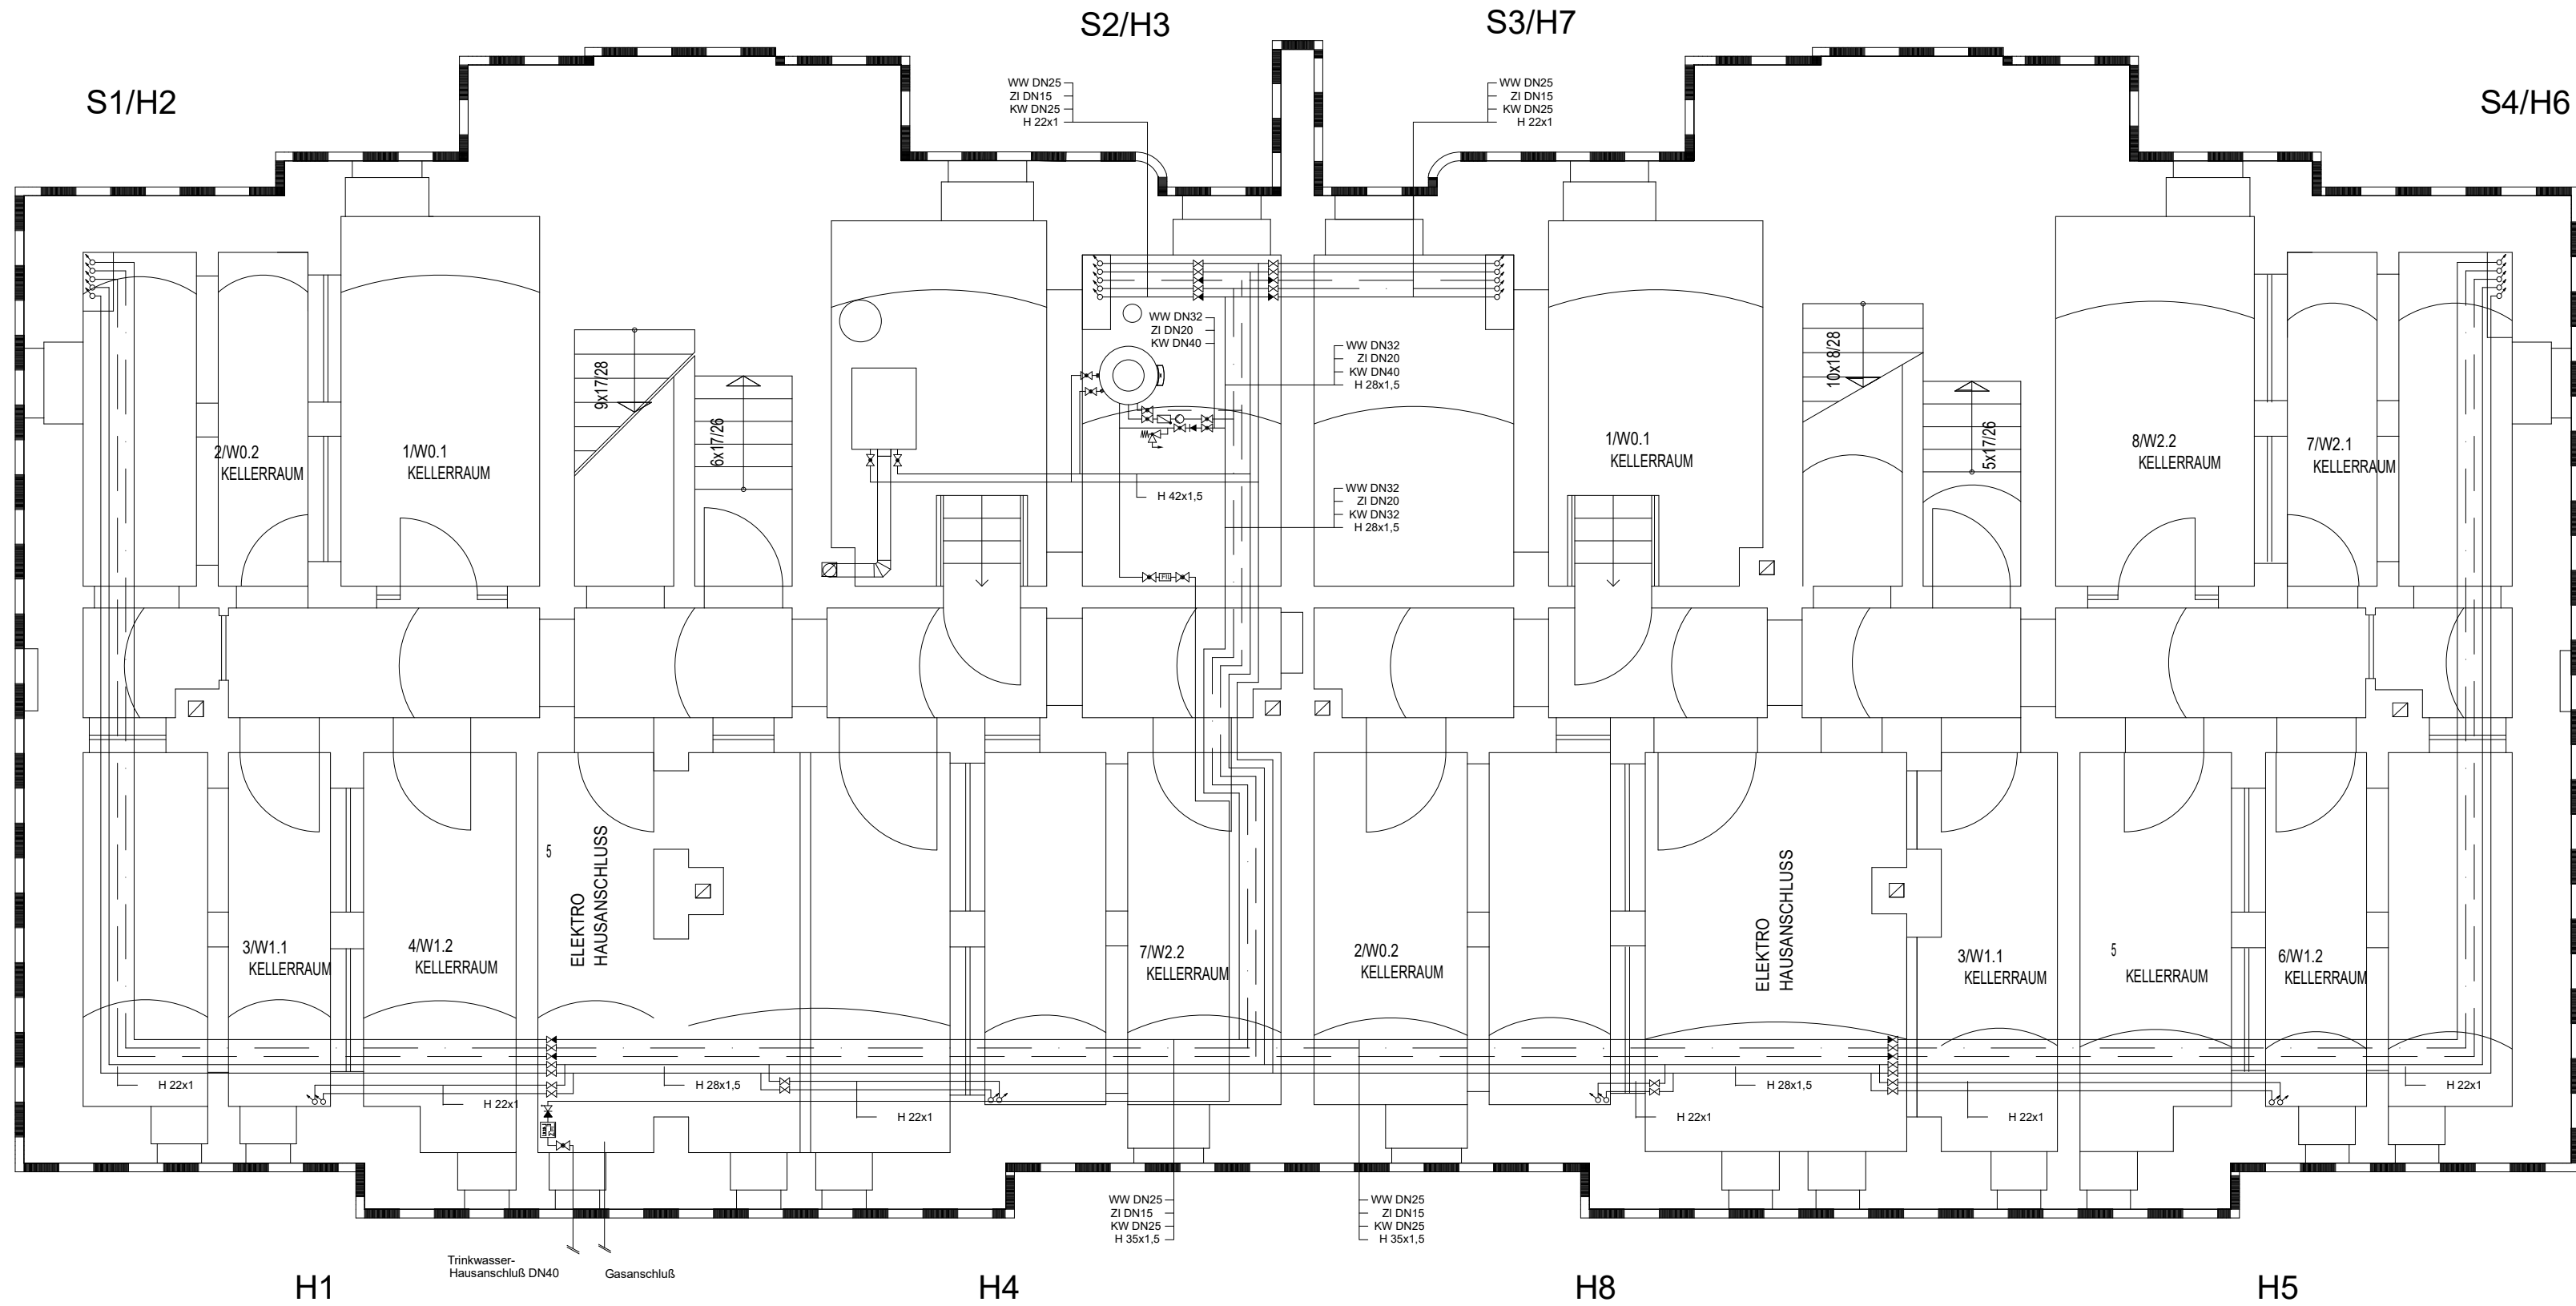 S2/H3
S3/H7
S1/H2
S4/H6
WW DN25
ZI DN15
KW DN25
H 22x1
WW DN25
ZI DN15
KW DN25
H 22x1
WW DN32
ZI DN20
KW DN40
WW DN32
ZI DN20
KW DN40
H 28x1,5
9x17/28
6x17/26
10x18/28
5x17/26
2/W0.2
KELLERRAUM
1/W0.1
KELLERRAUM
1/W0.1
KELLERRAUM
8/W2.2
KELLERRAUM
7/W2.1
KELLERRAUM
H 42x1,5
WW DN32
ZI DN20
KW DN32
H 28x1,5
5
ELEKTRO
HAUSANSCHLUSS
ELEKTRO
HAUSANSCHLUSS
3/W1.1
KELLERRAUM
4/W1.2
KELLERRAUM
7/W2.2
KELLERRAUM
2/W0.2
KELLERRAUM
3/W1.1
KELLERRAUM
5
KELLERRAUM
6/W1.2
KELLERRAUM
H 22x1
H 28x1,5
H 28x1,5
H 22x1
H 22x1
H 22x1
H 22x1
H 22x1
WW DN25
ZI DN15
KW DN25
H 35x1,5
WW DN25
ZI DN15
KW DN25
H 35x1,5
Trinkwasser-
Hausanschluß DN40
Gasanschluß
H1
H4
H8
H5